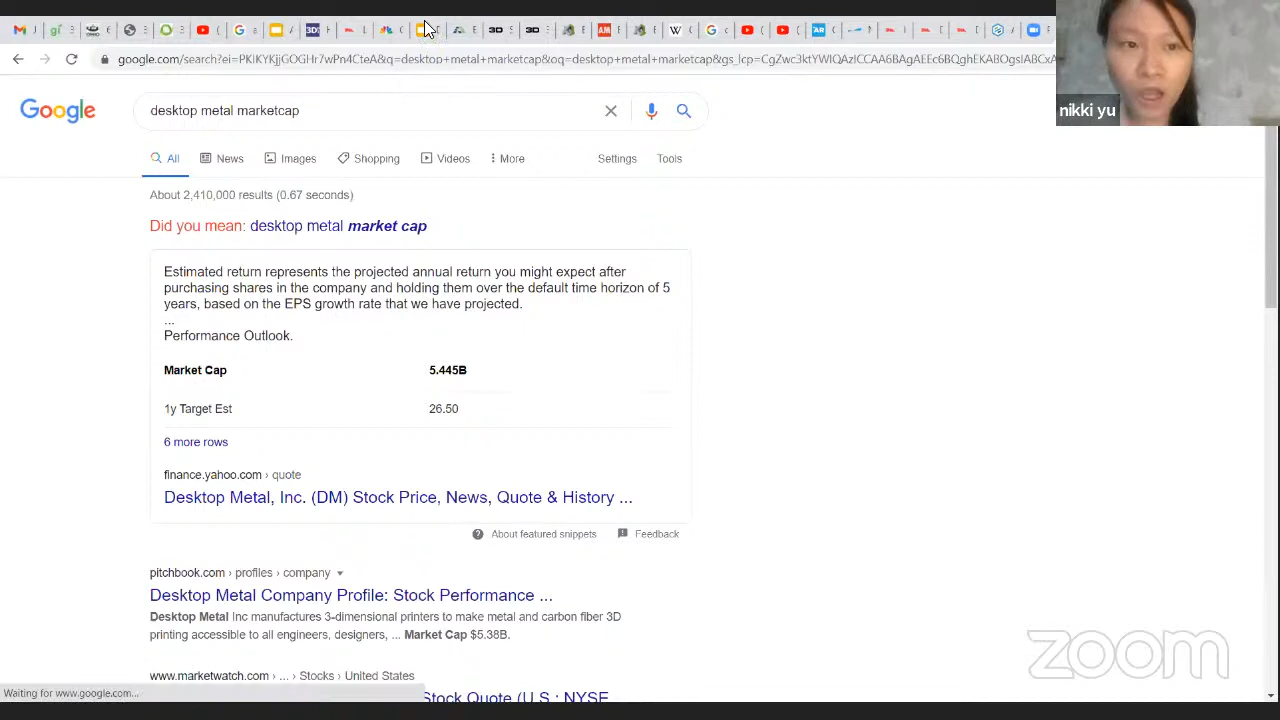 google.com/search?ei=PKIKYKjjGOGHr7wPn4CeA&q=desktop+metal+marketcap&oq=desktop+metal+marketcap&gs_lcp=
nikki yu
Google
desktop metal marketcap
All
News
Images
Shopping
Videos
More
Settings
Tools
About 2,410,000 results (0.67 seconds)
Did you mean: desktop metal market cap
Estimated return represents the projected annual return you might expect after
purchasing shares in the company and holding them over the default time horizon of 5
years, based on the EPS growth rate that we have projected.
...
Performance Outlook.
Market Cap 5.445B
1y Target Est 26.50
6 more rows
finance.yahoo.com › quote
Desktop Metal, Inc. (DM) Stock Price, News, Quote & History ...
About featured snippets Feedback
pitchbook.com › profiles › company
Desktop Metal Company Profile: Stock Performance ...
Desktop Metal Inc manufactures 3-dimensional printers to make metal and carbon fiber 3D
printing accessible to all engineers, designers, ... Market Cap $5.38B.
www.marketwatch.com › ... › Stocks › United States
Stock Quote (U.S.: NYSE
Waiting for www.google.com...
zoom